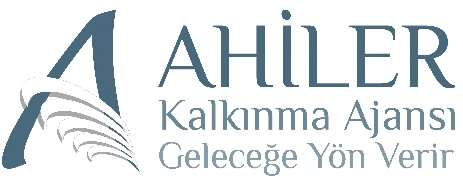 AHİLER
Kalkınma Ajansı
Geleceğe Yön Verir